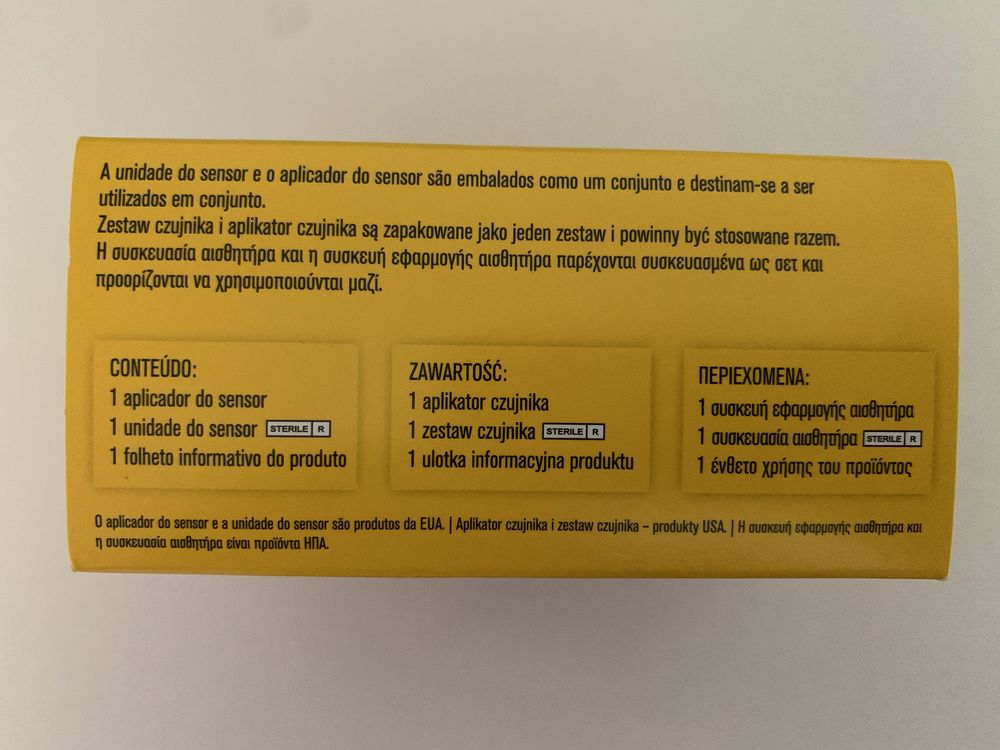 A unidade do sensor e o aplicador do sensor são embalados como um conjunto e destinam-se a ser
utilizados em conjunto.
Zestaw czujnika i aplikator czujnika są zapakowane jako jeden zestaw i powinny być stosowane razem.
Η συσκευασία αισθητήρα και η συσκευή εφαρμογής αισθητήρα παρέχονται συσκευασμένα ως σετ και
προορίζονται να χρησιμοποιούνται μαζί.
CONTEÚDO:
1 aplicador do sensor
1 unidade do sensor STERILE R
1 folheto informativo do produto
ZAWARTOŚĆ:
1 aplikator czujnika
1 zestaw czujnika STERILE R
1 ulotka informacyjna produktu
ΠΕΡΙΕΧΟΜΕΝΑ:
1 συσκευή εφαρμογής αισθητήρα
1 συσκευασία αισθητήρα STERILE R
1 ένθετο χρήσης του προϊόντος
O aplicador do sensor e a unidade do sensor são produtos da EUA. | Aplikator czujnika i zestaw czujnika – produkty USA. | Η συσκευή εφαρμογής αισθητήρα και
η συσκευασία αισθητήρα είναι προϊόντα ΗΠΑ.